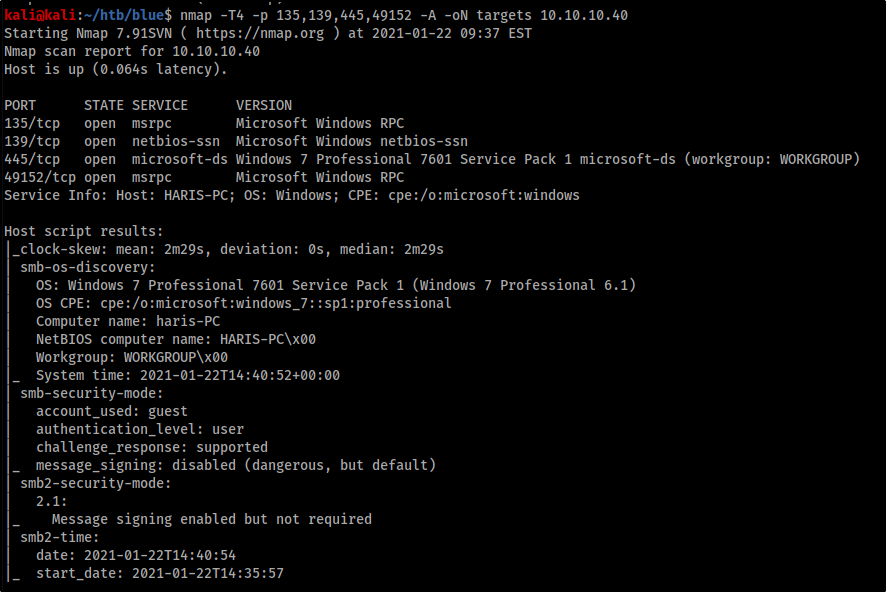 kali@kali:~/htb/blue$ nmap -T4 -p 135,139,445,49152 -A -oN targets 10.10.10.40
Starting Nmap 7.91SVN ( https://nmap.org ) at 2021-01-22 09:37 EST
Nmap scan report for 10.10.10.40
Host is up (0.064s latency).

PORT      STATE SERVICE      VERSION
135/tcp   open  msrpc        Microsoft Windows RPC
139/tcp   open  netbios-ssn  Microsoft Windows netbios-ssn
445/tcp   open  microsoft-ds Windows 7 Professional 7601 Service Pack 1 microsoft-ds (workgroup: WORKGROUP)
49152/tcp open  msrpc        Microsoft Windows RPC
Service Info: Host: HARIS-PC; OS: Windows; CPE: cpe:/o:microsoft:windows

Host script results:
|_clock-skew: mean: 2m29s, deviation: 0s, median: 2m29s
| smb-os-discovery:
|   OS: Windows 7 Professional 7601 Service Pack 1 (Windows 7 Professional 6.1)
|   OS CPE: cpe:/o:microsoft:windows_7::sp1:professional
|   Computer name: haris-PC
|   NetBIOS computer name: HARIS-PC\x00
|   Workgroup: WORKGROUP\x00
|_  System time: 2021-01-22T14:40:52+00:00
| smb-security-mode:
|   account_used: guest
|   authentication_level: user
|   challenge_response: supported
|_  message_signing: disabled (dangerous, but default)
| smb2-security-mode:
|   2.1:
|_    Message signing enabled but not required
| smb2-time:
|   date: 2021-01-22T14:40:54
|_  start_date: 2021-01-22T14:35:57